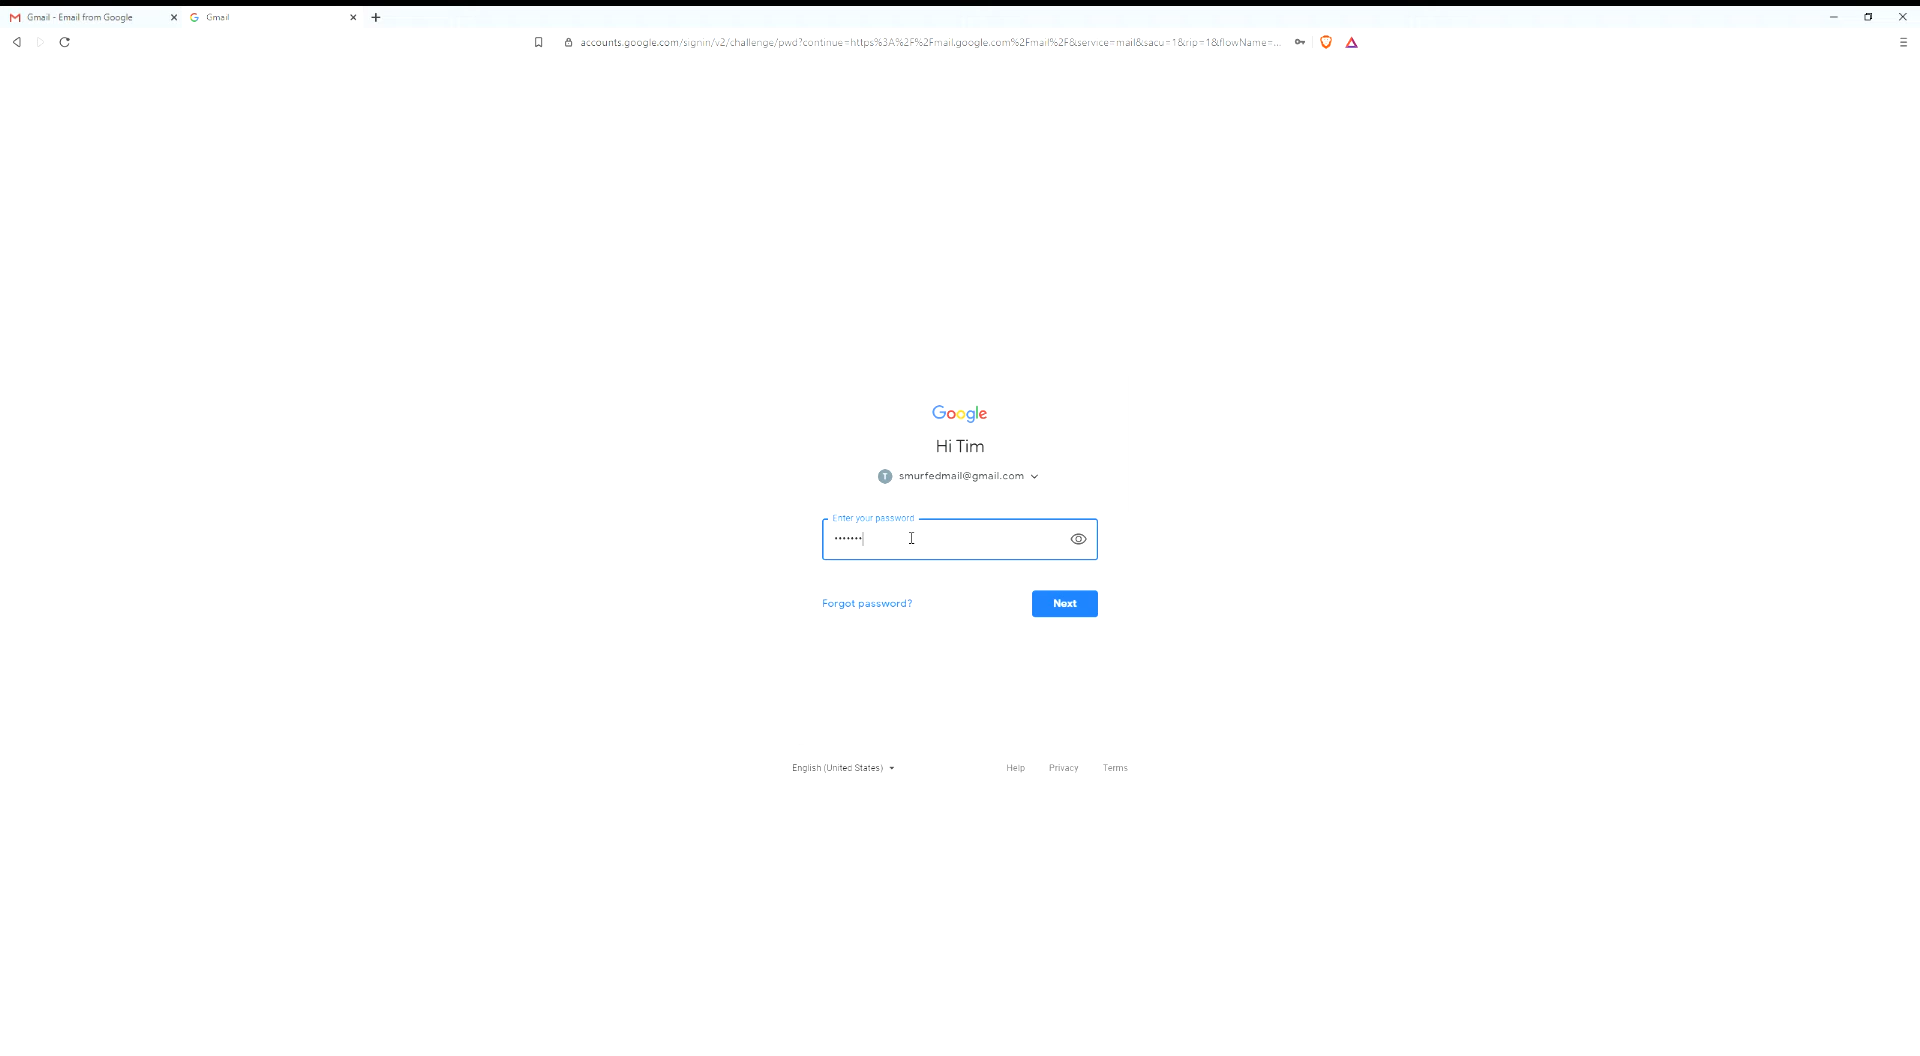 Gmail - Email from Google
Gmail
accounts.google.com/signin/v2/challenge/pwd?continue=https%3A%2F%2Fmail.google.com%2Fmail%2F&service=mail&sacu=1&rip=1&flowName=...
Google
Hi Tim
T smurfedmail@gmail.com
Enter your password
•••••••
Forgot password?
Next
English (United States)
Help
Privacy
Terms